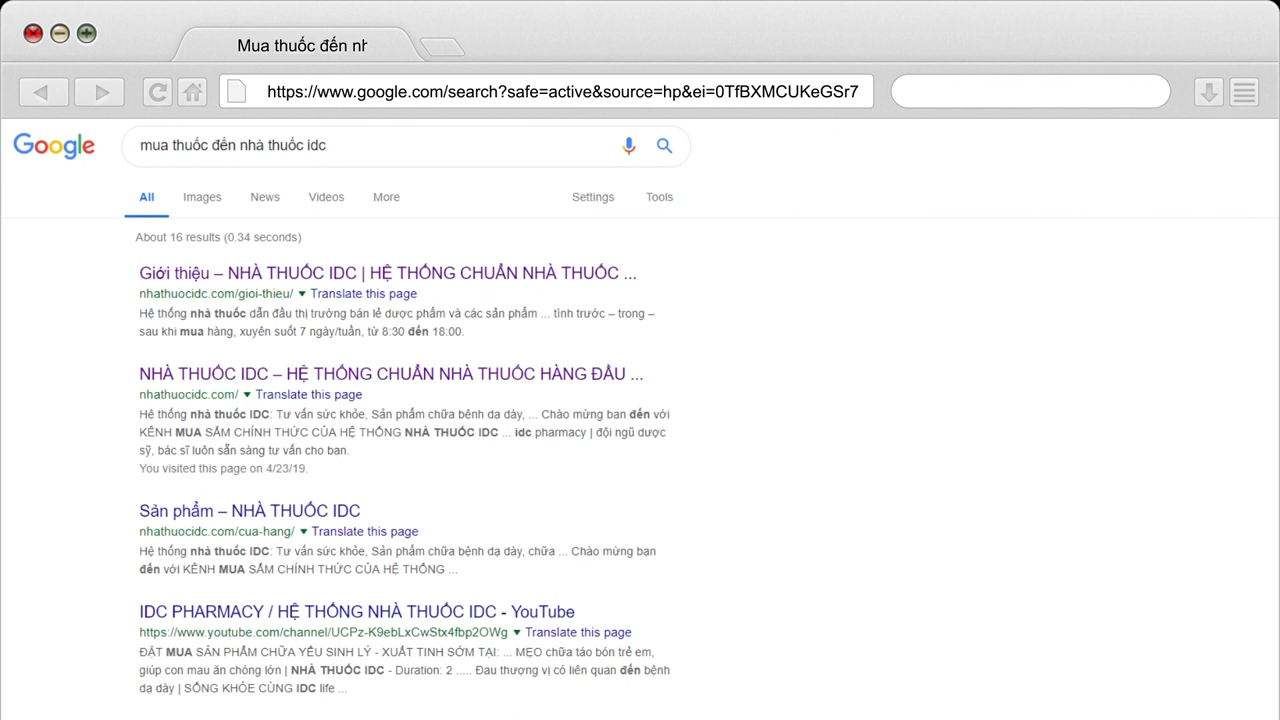 Mua thuốc đến nh
https://www.google.com/search?safe=active&source=hp&ei=0TfBXMCUKeGSr7
Google
mua thuốc đến nhà thuốc idc
All Images News Videos More Settings Tools
About 16 results (0.34 seconds)
Giới thiệu – NHÀ THUỐC IDC | HỆ THỐNG CHUẨN NHÀ THUỐC ...
nhathuocidc.com/gioi-thieu/ Translate this page
Hệ thống nhà thuốc dẫn đầu thị trường bán lẻ dược phẩm và các sản phẩm ... tình trước – trong –
sau khi mua hàng, xuyên suốt 7 ngày/tuần, từ 8:30 đến 18:00.
NHÀ THUỐC IDC – HỆ THỐNG CHUẨN NHÀ THUỐC HÀNG ĐẦU ...
nhathuocidc.com/ Translate this page
Hệ thống nhà thuốc IDC: Tư vấn sức khỏe, Sản phẩm chữa bênh dạ dày, ... Chào mừng bạn đến với
KÊNH MUA SẮM CHÍNH THỨC CỦA HỆ THỐNG NHÀ THUỐC IDC ... idc pharmacy | đội ngũ dược
sỹ, bác sĩ luôn sẵn sàng tư vấn cho bạn.
You visited this page on 4/23/19.
Sản phẩm – NHÀ THUỐC IDC
nhathuocidc.com/cua-hang/ Translate this page
Hệ thống nhà thuốc IDC: Tư vấn sức khỏe, Sản phẩm chữa bệnh dạ dày, chữa ... Chào mừng bạn
đến với KÊNH MUA SẮM CHÍNH THỨC CỦA HỆ THỐNG ...
IDC PHARMACY / HỆ THỐNG NHÀ THUỐC IDC - YouTube
https://www.youtube.com/channel/UCPz-K9ebLxCwStx4fbp2OWg Translate this page
ĐẶT MUA SẢN PHẨM CHỮA YẾU SINH LÝ - XUẤT TINH SỚM TẠI: ... MẸO chữa táo bón trẻ em,
giúp con mau ăn chóng lớn | NHÀ THUỐC IDC - Duration: 2 ..... Đau thượng vị có liên quan đến bệnh
dạ dày | SỐNG KHỎE CÙNG IDC life ...